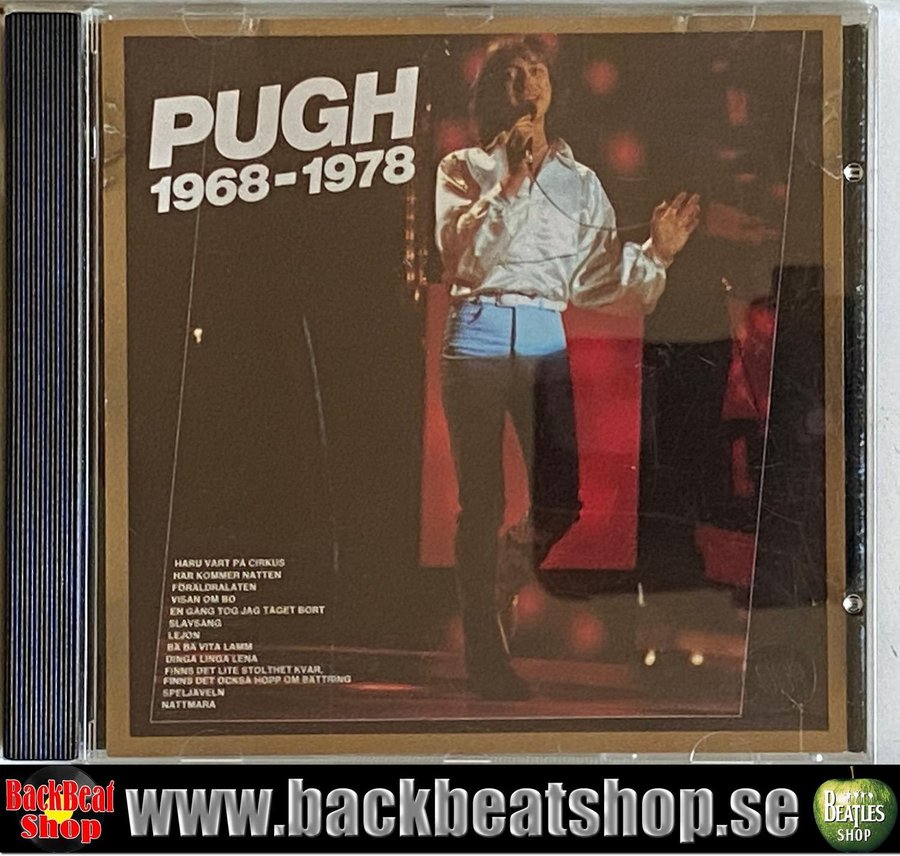 PUGH
1968-1978
HARU VART PÅ CIRKUS
HÄR KOMMER NATTEN
FÖRÄLDRALÅTEN
VISAN OM BO
EN GÅNG TOG JAG TÅGET BORT
SLAVSÅNG
LEJON
BÄ BÄ VITA LAMM
DINGA LINGA LENA
FINNS DET LITE STOLTHET KVAR,
FINNS DET OCKSÅ HOPP OM BÄTTRING
SPELJÄVELN
NATTMARA
BackBeat
Shop
www.backbeatshop.se
BEATLES
SHOP